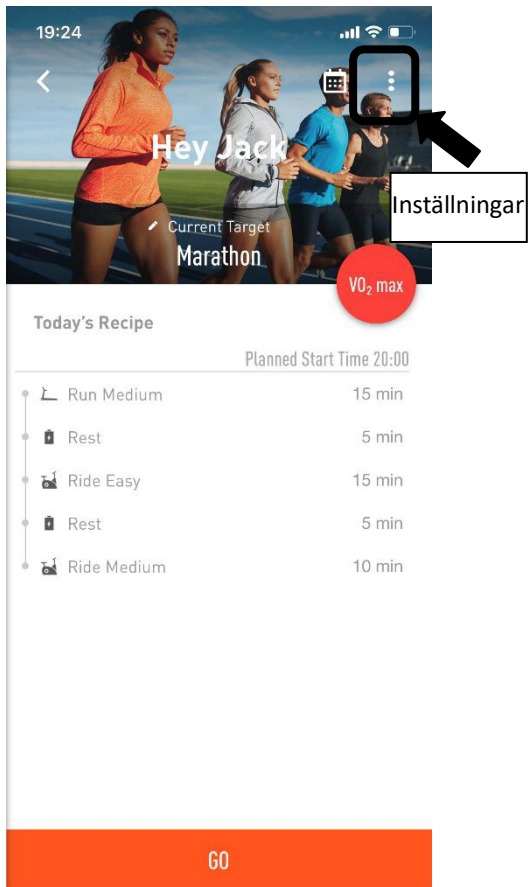 19:24
Hey Jack
Inställningar
Current Target
Marathon
VO₂ max
Today's Recipe
Planned Start Time 20:00
Run Medium 15 min
Rest 5 min
Ride Easy 15 min
Rest 5 min
Ride Medium 10 min
GO